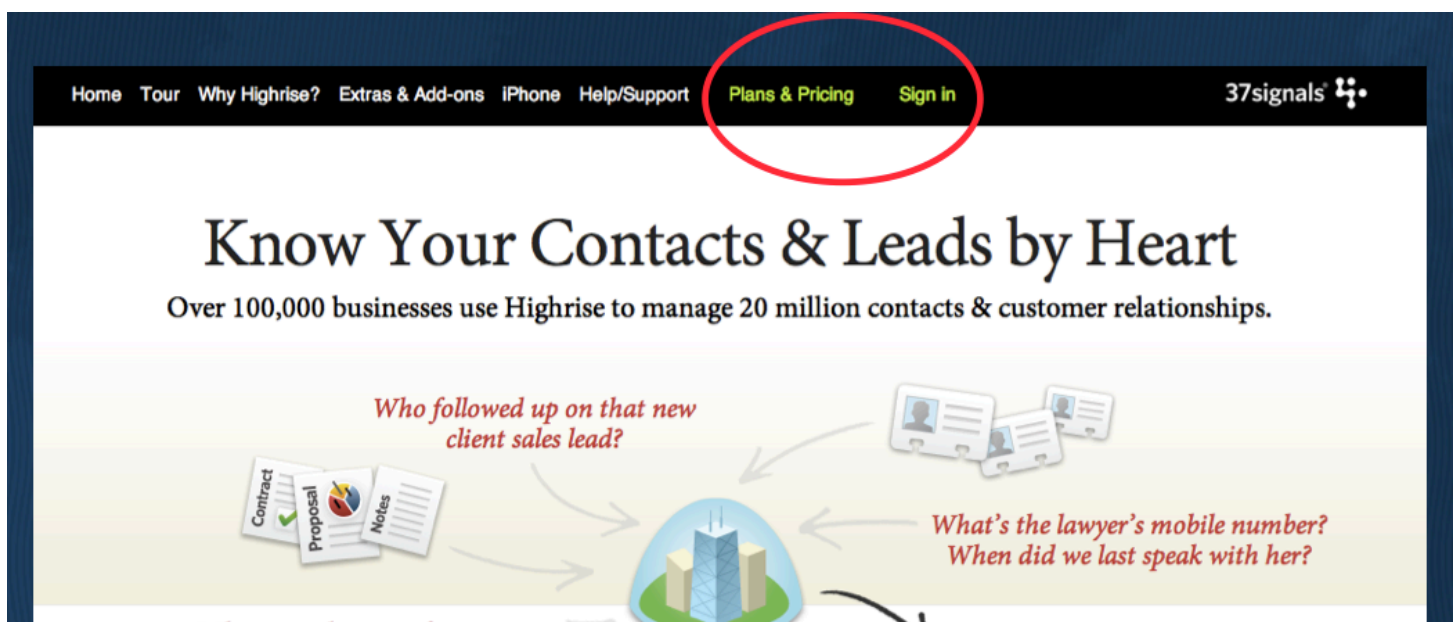 Home Tour Why Highrise? Extras & Add-ons iPhone Help/Support Plans & Pricing Sign in 37signals®
Know Your Contacts & Leads by Heart
Over 100,000 businesses use Highrise to manage 20 million contacts & customer relationships.
Who followed up on that new
client sales lead?
Contract
Proposal
Notes
What's the lawyer's mobile number?
When did we last speak with her?